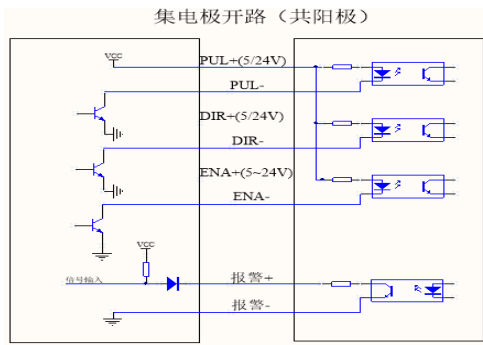 集电极开路（共阳极）
VCC
PUL+(5/24V)
PUL-
DIR+(5/24V)
DIR-
ENA+(5~24V)
ENA-
VCC
信号输入
报警+
报警-